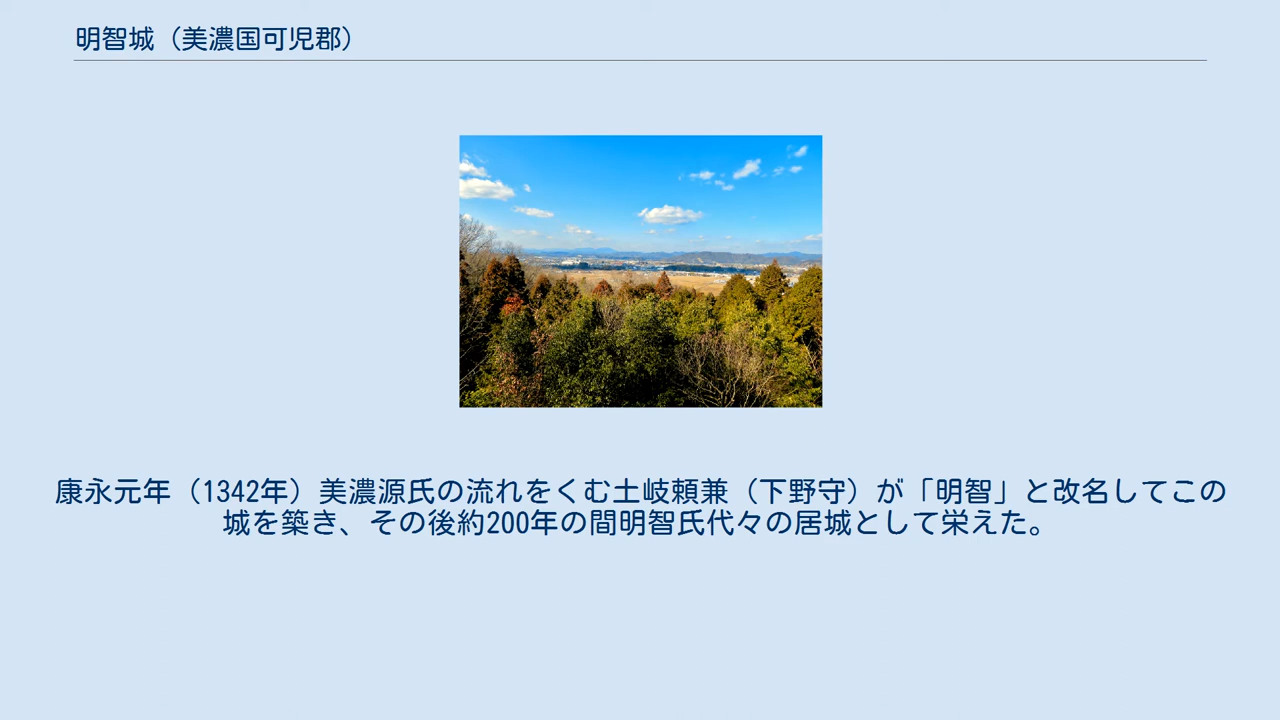 明智城（美濃国可児郡）
康永元年（1342年）美濃源氏の流れをくむ土岐頼兼（下野守）が「明智」と改名してこの
城を築き、その後約200年の間明智氏代々の居城として栄えた。